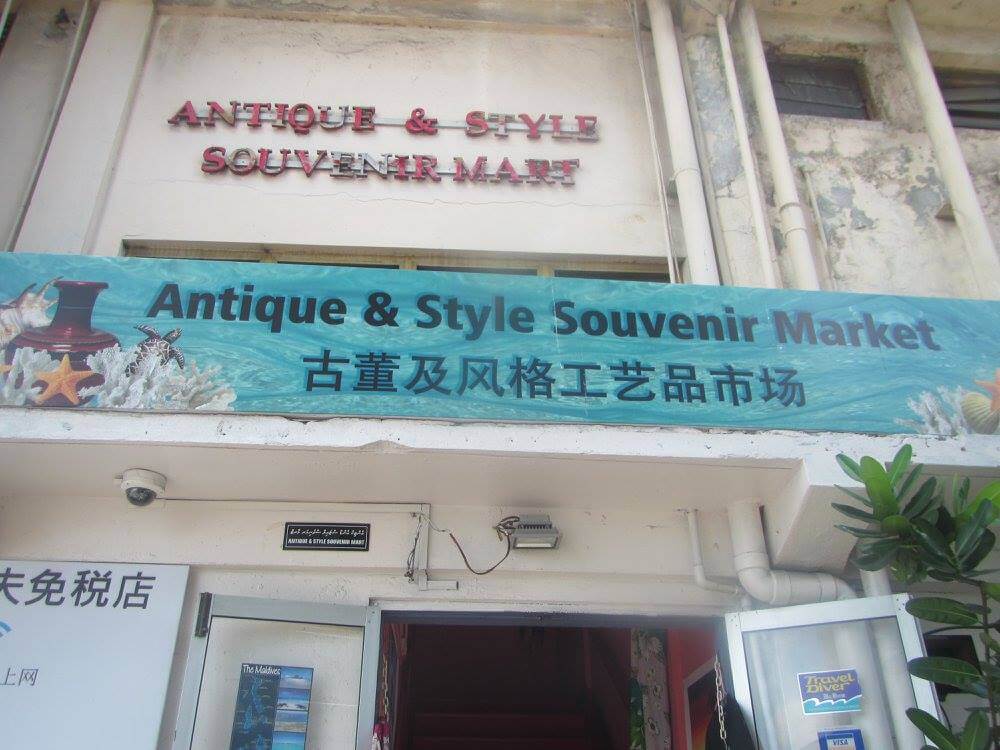 ANTIQUE & STYLE
SOUVENIR MART
Antique & Style Souvenir Market
古董及风格工艺品市场
ANTIQUE & STYLE SOUVENIR MART
夫免税店
上网
The Maldives
Travel
Diver
VISA